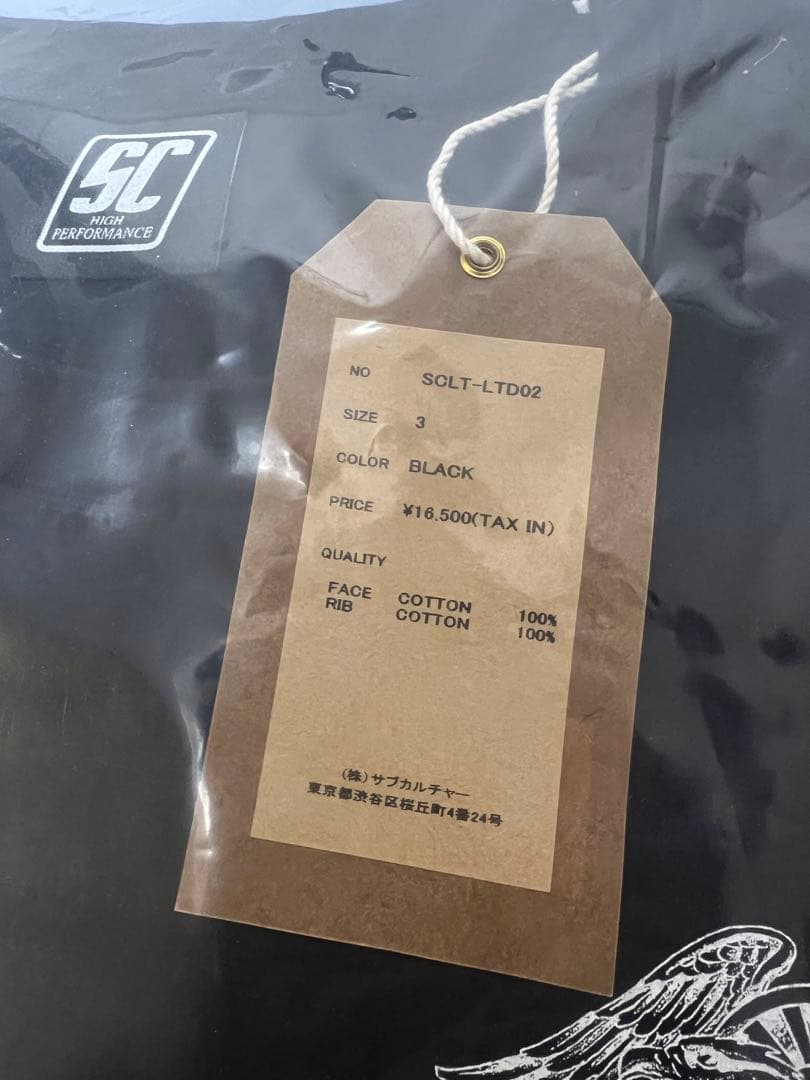 SC
HIGH
PERFORMANCE
NO SCLT-LTD02
SIZE 3
COLOR BLACK
PRICE ¥16.500(TAX IN)
QUALITY
FACE COTTON 100%
RIB COTTON 100%
(株)サブカルチャー
東京都渋谷区桜丘町4番24号